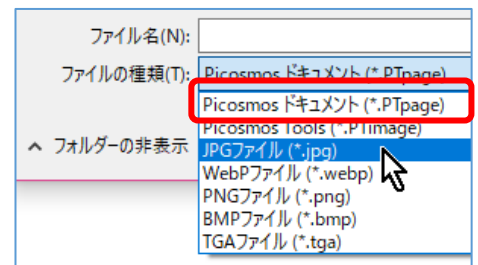 ファイル名(N):
ファイルの種類(T): Picosmos ドキュメント (*.PTpage)
Picosmos ドキュメント (*.PTpage)
Picosmos Tools (*.PTimage)
へ フォルダーの非表示
JPGファイル (*.jpg)
WebPファイル (*.webp)
PNGファイル (*.png)
BMPファイル (*.bmp)
TGAファイル (*.tga)